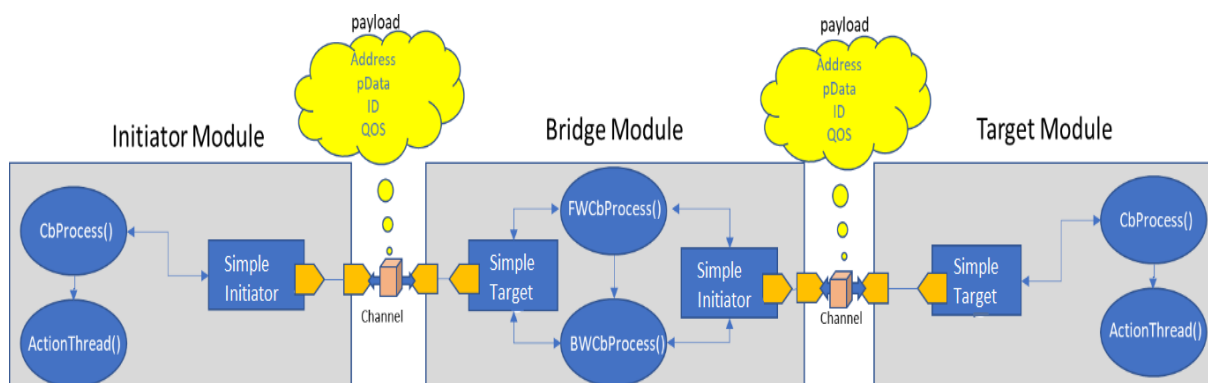 payload
Address
pData
ID
QOS
payload
Address
pData
ID
QOS
Initiator Module
Bridge Module
Target Module
CbProcess()
Simple
Initiator
ActionThread()
Channel
FWCbProcess()
Simple
Target
Simple
Initiator
BWCbProcess()
Channel
CbProcess()
Simple
Target
ActionThread()